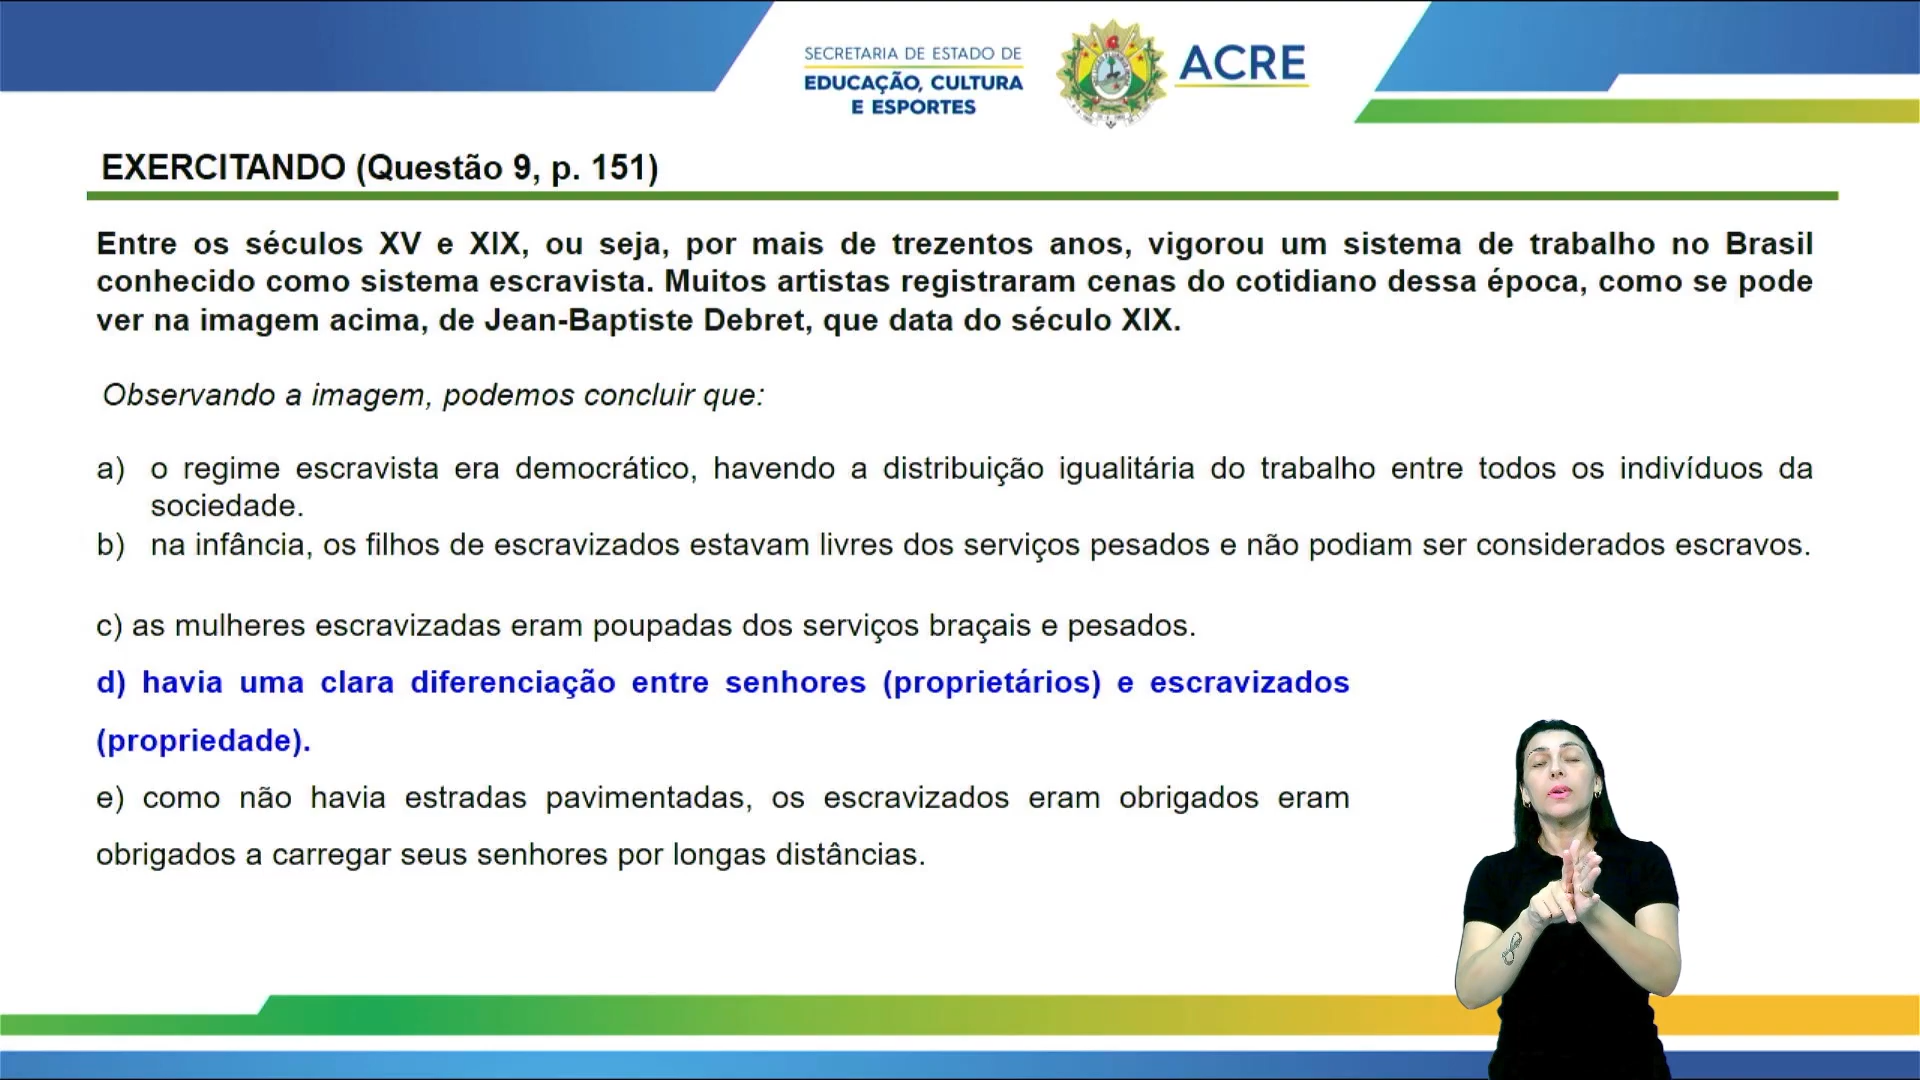 SECRETARIA DE ESTADO DE
EDUCAÇÃO, CULTURA
E ESPORTES
ACRE
EXERCITANDO (Questão 9, p. 151)
Entre os séculos XV e XIX, ou seja, por mais de trezentos anos, vigorou um sistema de trabalho no Brasil
conhecido como sistema escravista. Muitos artistas registraram cenas do cotidiano dessa época, como se pode
ver na imagem acima, de Jean-Baptiste Debret, que data do século XIX.
Observando a imagem, podemos concluir que:
a) o regime escravista era democrático, havendo a distribuição igualitária do trabalho entre todos os indivíduos da
sociedade.
b) na infância, os filhos de escravizados estavam livres dos serviços pesados e não podiam ser considerados escravos.
c) as mulheres escravizadas eram poupadas dos serviços braçais e pesados.
d) havia uma clara diferenciação entre senhores (proprietários) e escravizados
(propriedade).
e) como não havia estradas pavimentadas, os escravizados eram obrigados eram
obrigados a carregar seus senhores por longas distâncias.